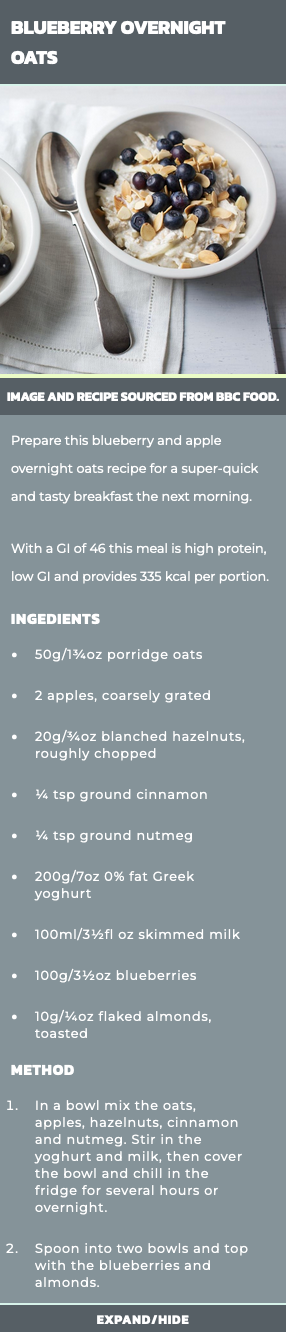 BLUEBERRY OVERNIGHT
OATS
IMAGE AND RECIPE SOURCED FROM BBC FOOD.
Prepare this blueberry and apple
overnight oats recipe for a super-quick
and tasty breakfast the next morning.
With a GI of 46 this meal is high protein,
low GI and provides 335 kcal per portion.
INGEDIENTS
• 50g/1¾oz porridge oats
• 2 apples, coarsely grated
• 20g/¾oz blanched hazelnuts,
roughly chopped
• ¼ tsp ground cinnamon
• ¼ tsp ground nutmeg
• 200g/7oz 0% fat Greek
yoghurt
• 100ml/3½fl oz skimmed milk
• 100g/3½oz blueberries
• 10g/¼oz flaked almonds,
toasted
METHOD
1. In a bowl mix the oats,
apples, hazelnuts, cinnamon
and nutmeg. Stir in the
yoghurt and milk, then cover
the bowl and chill in the
fridge for several hours or
overnight.
2. Spoon into two bowls and top
with the blueberries and
almonds.
EXPAND/HIDE